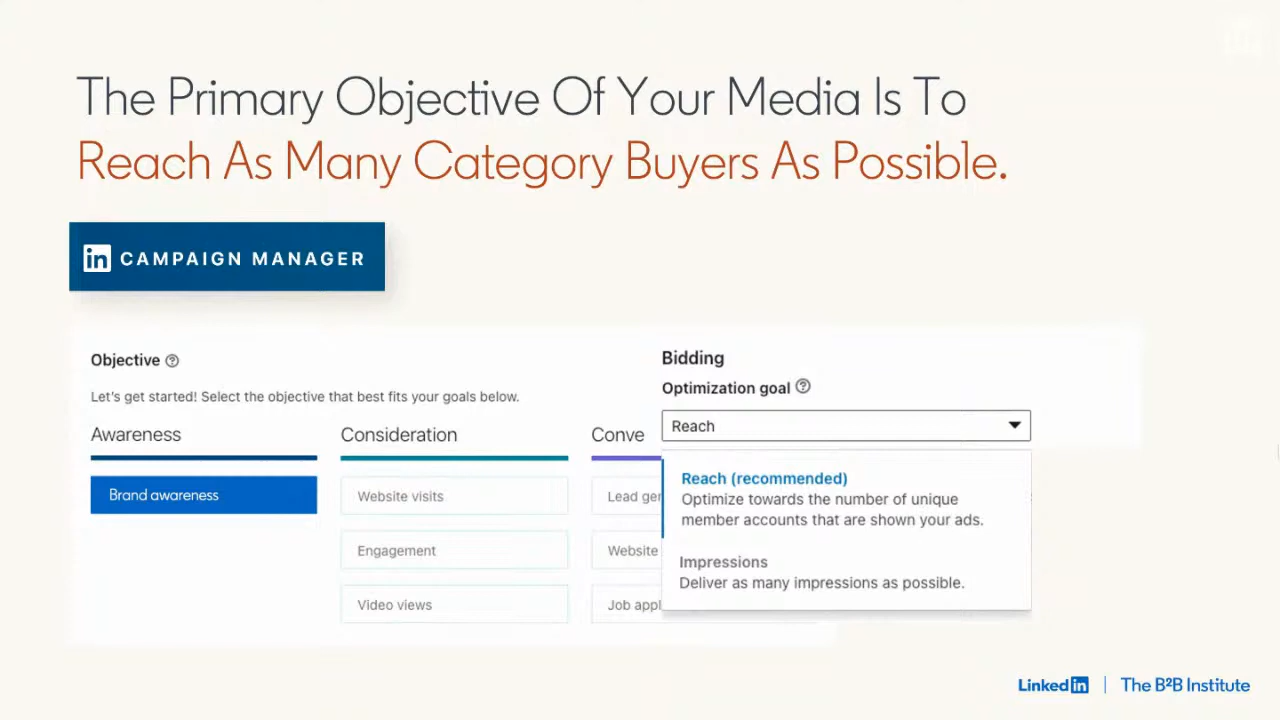 The Primary Objective Of Your Media Is To
Reach As Many Category Buyers As Possible.
in CAMPAIGN MANAGER
Objective ?
Let's get started! Select the objective that best fits your goals below.
Awareness
Brand awareness
Consideration
Website visits
Engagement
Video views
Conve
Lead ger
Website
Job appl
Bidding
Optimization goal ?
Reach
Reach (recommended)
Optimize towards the number of unique
member accounts that are shown your ads.
Impressions
Deliver as many impressions as possible.
Linked in | The B²B Institute